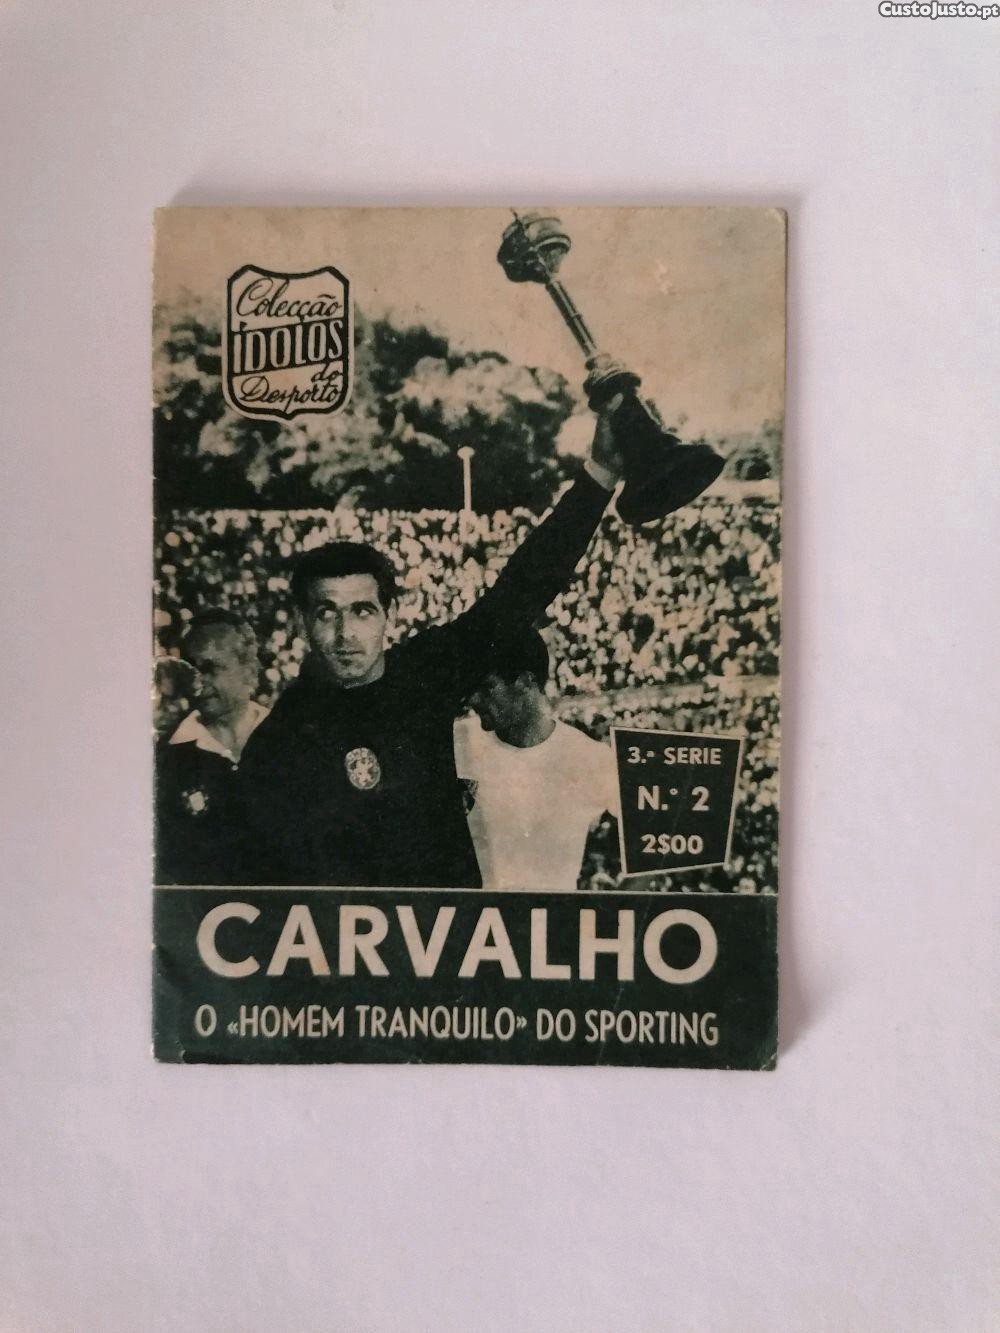 CustoJusto.pt
Colecção
ÍDOLOS
do
Desporto
3.ª SERIE
N.º 2
2$00
CARVALHO
O «HOMEM TRANQUILO» DO SPORTING